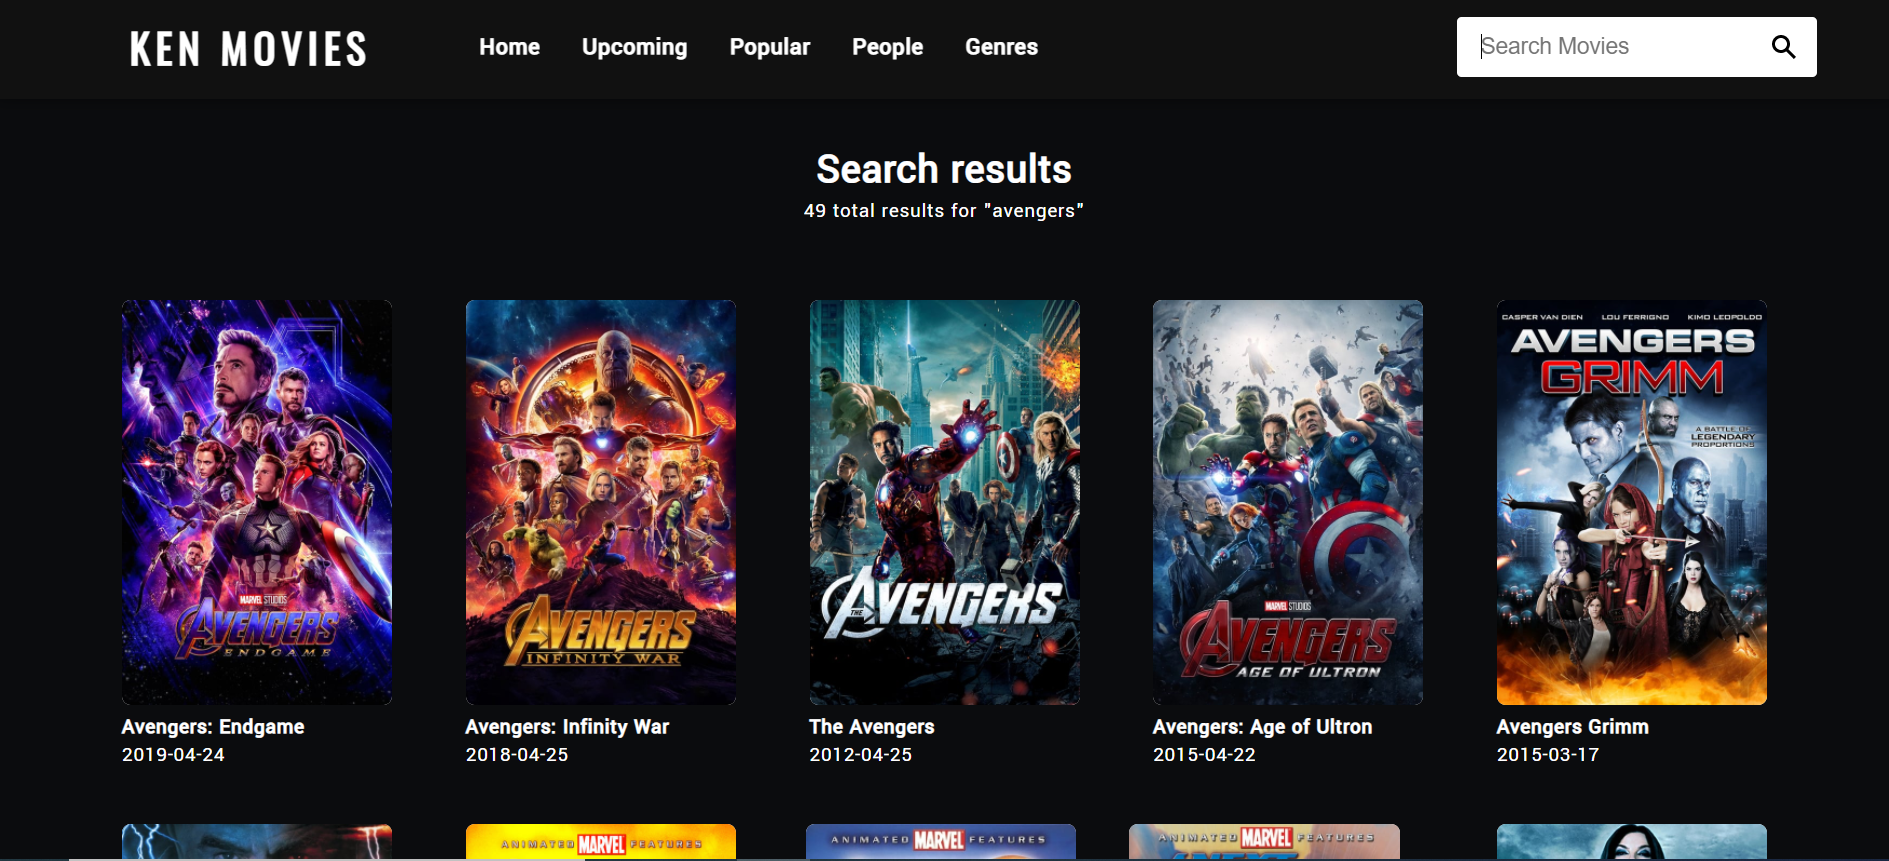 KEN MOVIES
Home
Upcoming
Popular
People
Genres
Search Movies
Search results
49 total results for "avengers"
MARVEL STUDIOS
AVENGERS
ENDGAME
AVENGERS
INFINITY WAR
THE AVENGERS
MARVEL STUDIOS
AVENGERS
AGE OF ULTRON
CASPER VAN DIEN LOU FERRIGNO KIMO LEOPOLDO
AVENGERS
GRIMM
A BATTLE OF
LEGENDARY
PROPORTIONS
Avengers: Endgame
2019-04-24
Avengers: Infinity War
2018-04-25
The Avengers
2012-04-25
Avengers: Age of Ultron
2015-04-22
Avengers Grimm
2015-03-17
ANIMATED MARVEL FEATURES
ANIMATED MARVEL FEATURES
ANIMATED MARVEL FEATURES